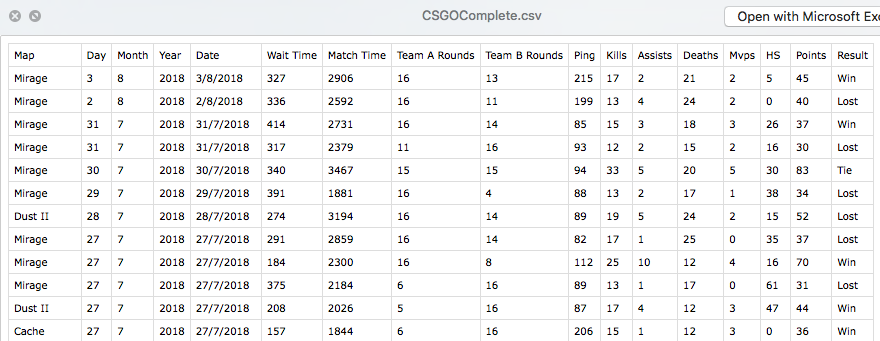 CSGOComplete.csv
Open with Microsoft Exc
Map Day Month Year Date Wait Time Match Time Team A Rounds Team B Rounds Ping Kills Assists Deaths Mvps HS Points Result
Mirage 3 8 2018 3/8/2018 327 2906 16 13 215 17 2 21 2 5 45 Win
Mirage 2 8 2018 2/8/2018 336 2592 16 11 199 13 4 24 2 0 40 Lost
Mirage 31 7 2018 31/7/2018 414 2731 16 14 85 15 3 18 3 26 37 Win
Mirage 31 7 2018 31/7/2018 317 2379 11 16 93 12 2 15 2 16 30 Lost
Mirage 30 7 2018 30/7/2018 340 3467 15 15 94 33 5 20 5 30 83 Tie
Mirage 29 7 2018 29/7/2018 391 1881 16 4 88 13 2 17 1 38 34 Lost
Dust II 28 7 2018 28/7/2018 274 3194 16 14 89 19 5 24 2 15 52 Lost
Mirage 27 7 2018 27/7/2018 291 2859 16 14 82 17 1 25 0 35 37 Lost
Mirage 27 7 2018 27/7/2018 184 2300 16 8 112 25 10 12 4 16 70 Win
Mirage 27 7 2018 27/7/2018 375 2184 6 16 89 13 1 17 0 61 31 Lost
Dust II 27 7 2018 27/7/2018 208 2026 5 16 87 17 4 12 3 47 44 Win
Cache 27 7 2018 27/7/2018 157 1844 6 16 206 15 1 12 3 0 36 Win